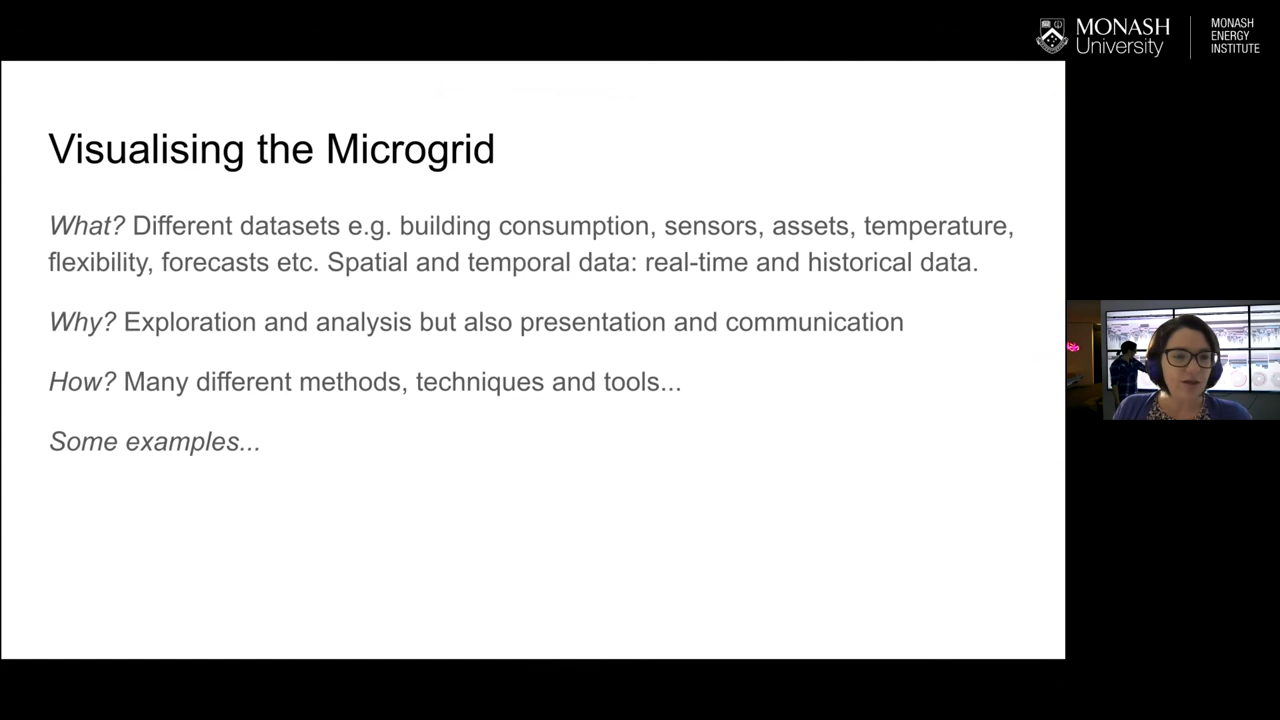 MONASH
University
MONASH
ENERGY
INSTITUTE
Visualising the Microgrid
What? Different datasets e.g. building consumption, sensors, assets, temperature,
flexibility, forecasts etc. Spatial and temporal data: real-time and historical data.
Why? Exploration and analysis but also presentation and communication
How? Many different methods, techniques and tools...
Some examples...